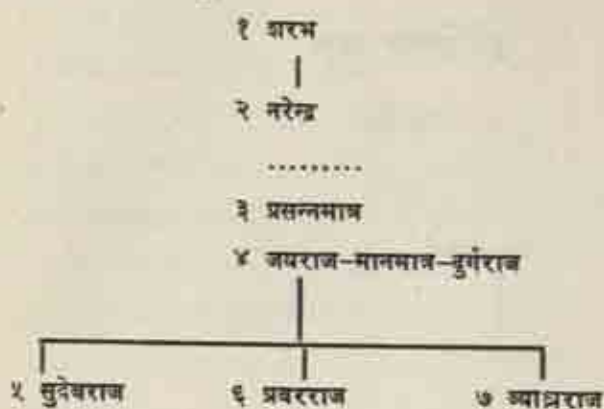 १ शरभ
२ नरेन्द्र
.........
३ प्रसन्नमात्र
४ जयराज-मानमात्र-दुर्गराज
५ सुदेवराज ६ प्रवरराज ७ व्याघ्रराज